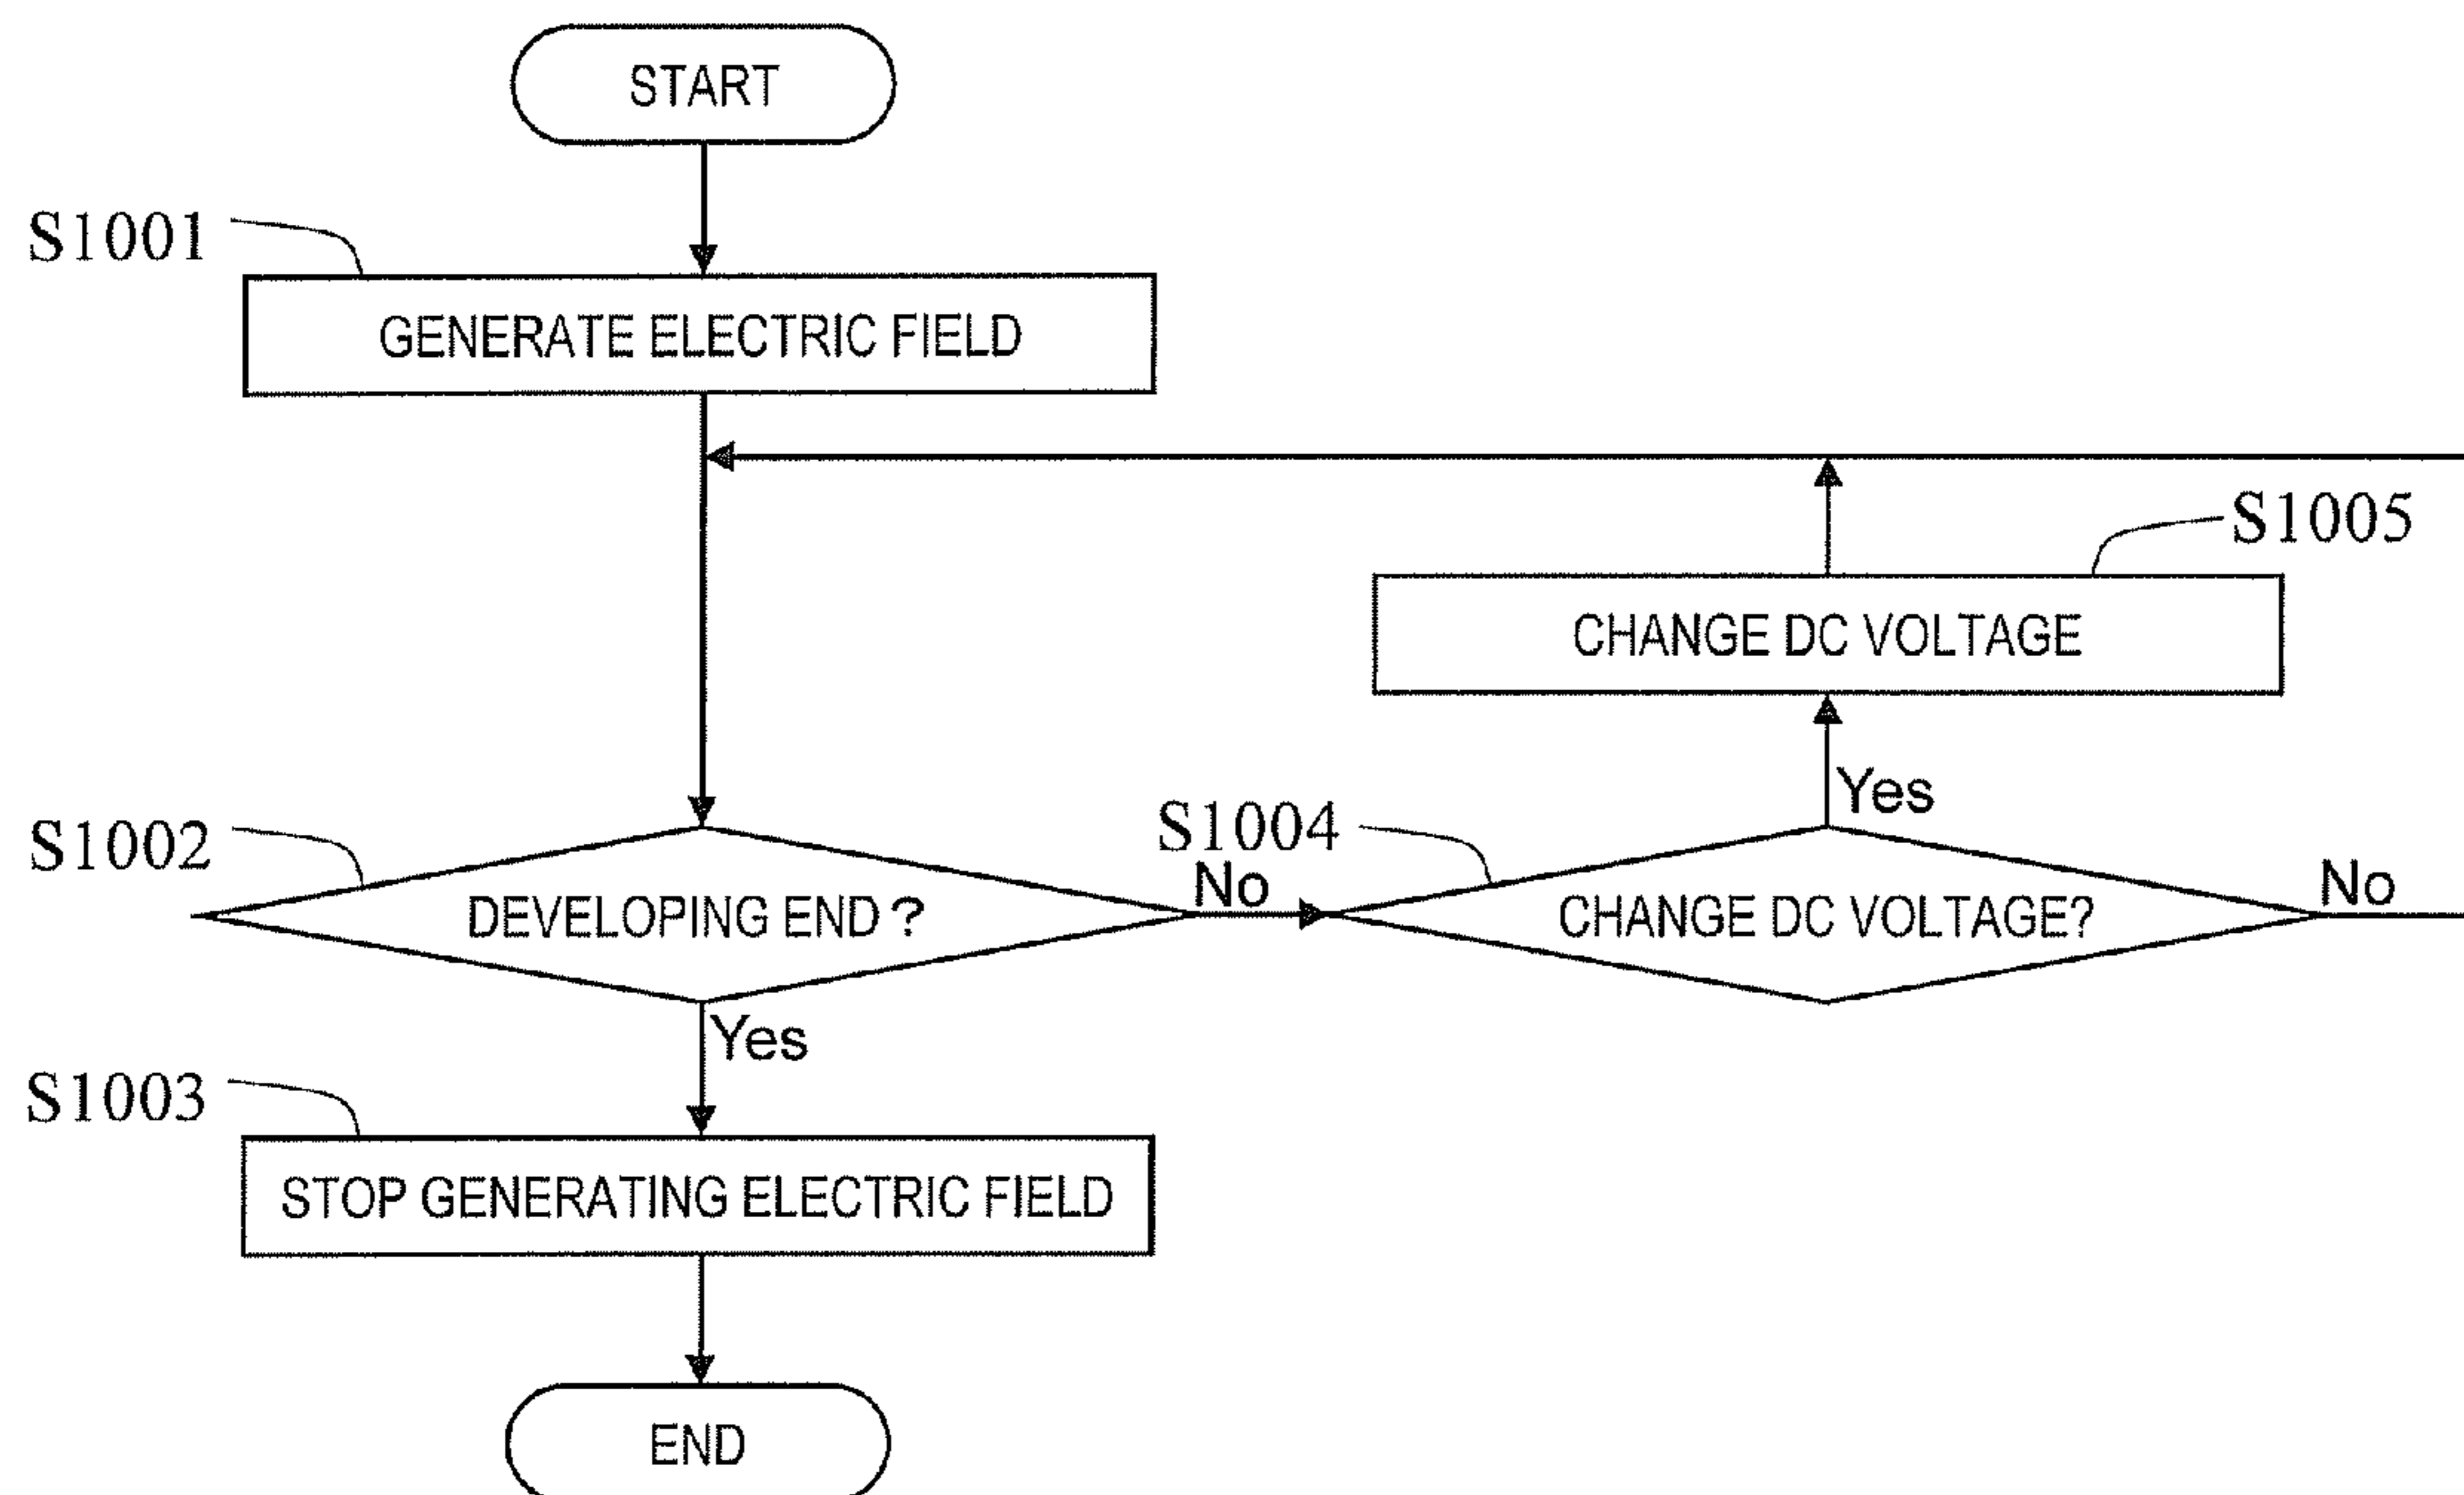 START
S1001
GENERATE ELECTRIC FIELD
S1005
CHANGE DC VOLTAGE
Yes
S1002
S1004
No
DEVELOPING END ?
CHANGE DC VOLTAGE?
No
Yes
S1003
STOP GENERATING ELECTRIC FIELD
END